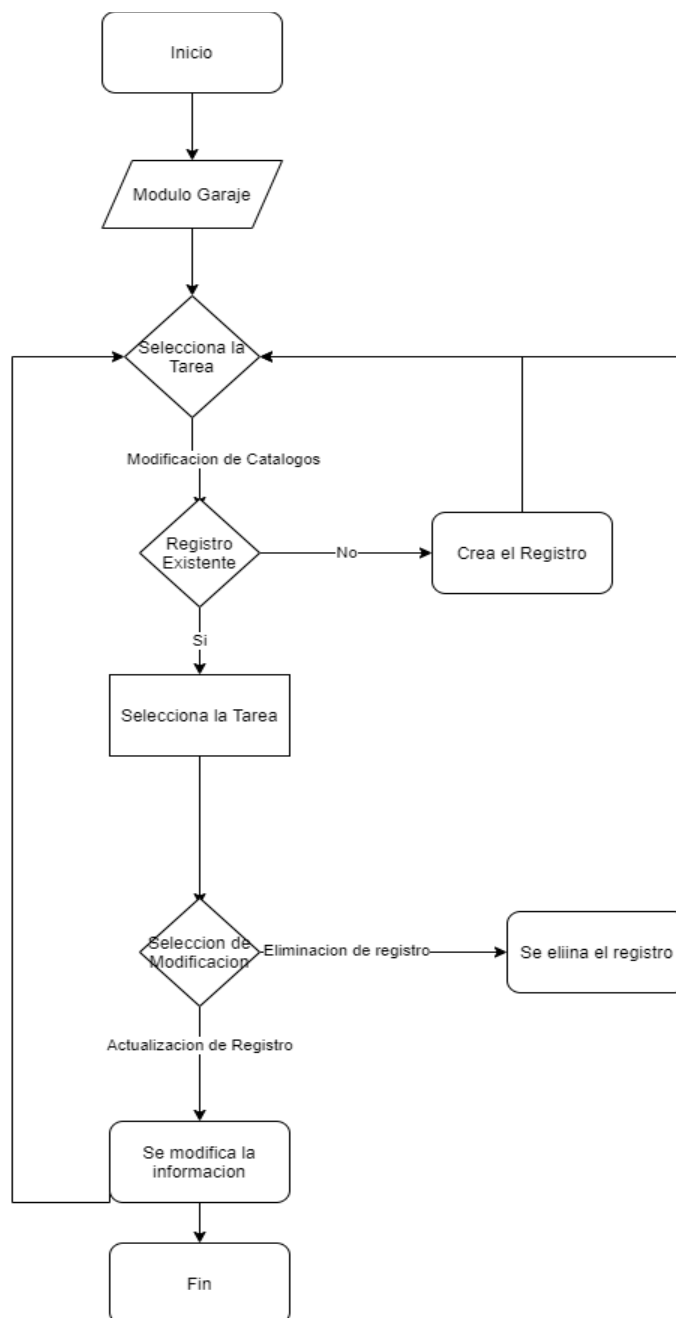 Inicio
Modulo Garaje
Selecciona la
Tarea
Modificacion de Catalogos
Registro
Existente
No
Crea el Registro
Si
Selecciona la Tarea
Seleccion de
Modificacion
Eliminacion de registro
Se eliina el registro
Actualizacion de Registro
Se modifica la
informacion
Fin